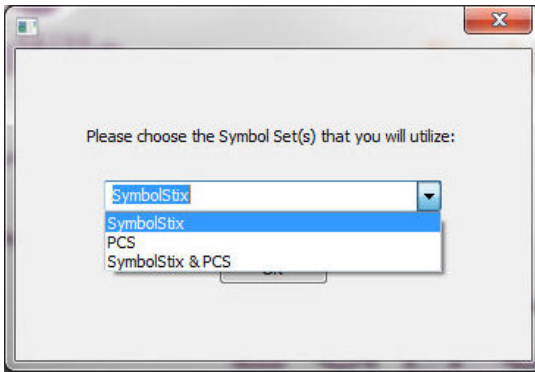 Please choose the Symbol Set(s) that you will utilize:
SymbolStix
SymbolStix
PCS
SymbolStix & PCS